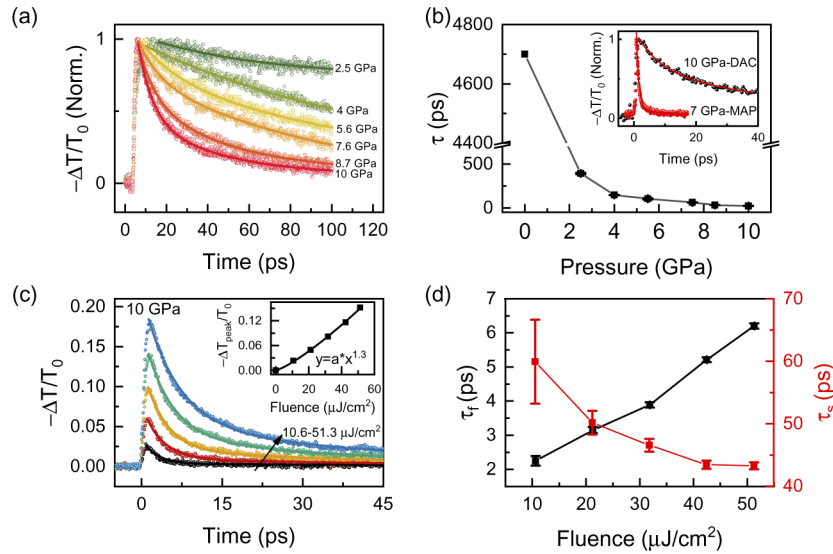 (a)
−ΔT/T0 (Norm.)
1
0
2.5 GPa
4 GPa
5.6 GPa
7.6 GPa
8.7 GPa
10 GPa
0 20 40 60 80 100 120
Time (ps)
(b)
τ (ps)
4800
4600
4400
500
0
0 2 4 6 8 10
Pressure (GPa)
−ΔT/T0 (Norm.)
1
0
10 GPa-DAC
7 GPa-MAP
0 20 40
Time (ps)
(c)
−ΔT/T0
0.20
0.15
0.10
0.05
0.00
10 GPa
−ΔTpeak/T0
0.12
0.06
0.00
y=a*x^1.3
0 20 40 60
Fluence (μJ/cm²)
10.6-51.3 μJ/cm²
0 15 30 45
Time (ps)
(d)
τf (ps)
7
6
5
4
3
2
70
60
50
40
τs (ps)
10 20 30 40 50
Fluence (μJ/cm²)